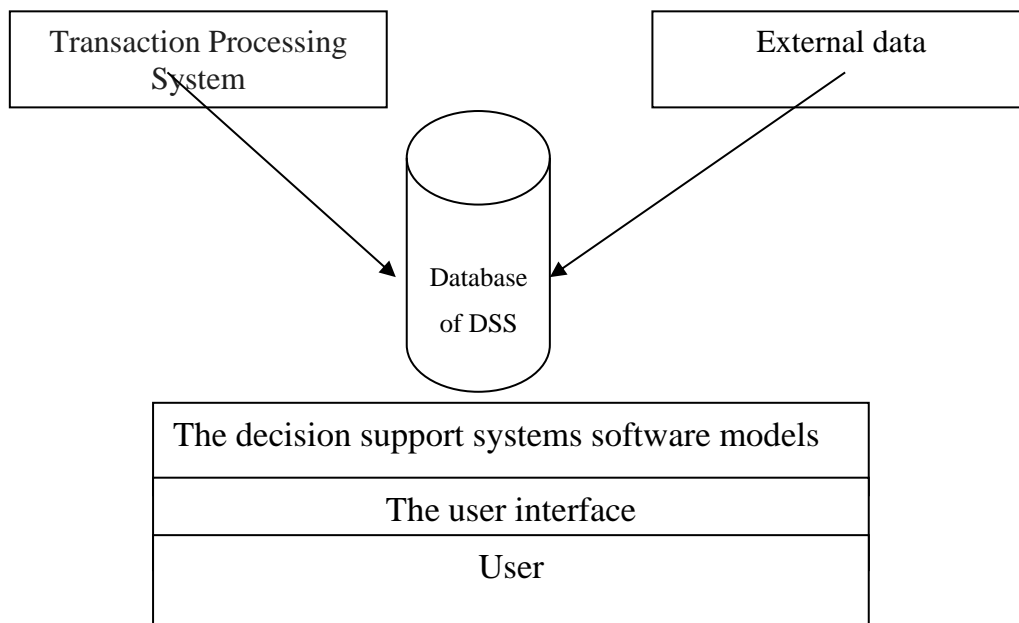 Transaction Processing
System
External data
Database
of DSS
The decision support systems software models
The user interface
User